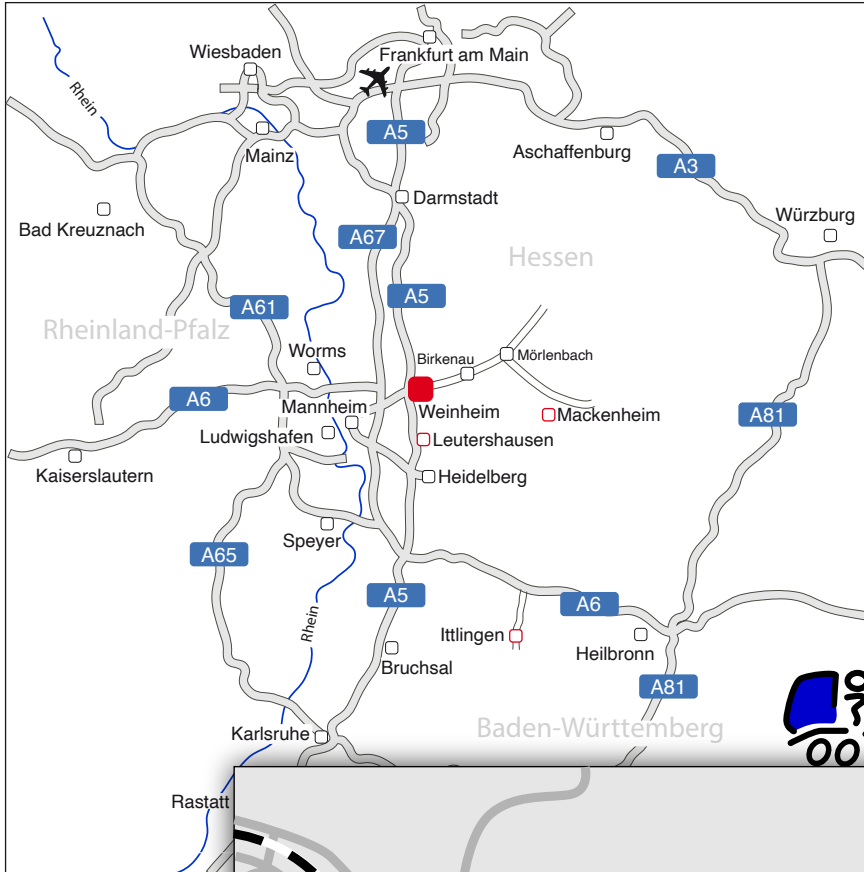 Wiesbaden
Frankfurt am Main
Rhein
A5
Mainz
Aschaffenburg
A3
Darmstadt
Bad Kreuznach
Würzburg
A67
Hessen
A5
A61
Rheinland-Pfalz
Worms
Birkenau
Mörlenbach
A6
Mannheim
Weinheim
Mackenheim
A81
Ludwigshafen
Leutershausen
Kaiserslautern
Heidelberg
Speyer
A65
A5
A6
Rhein
Ittlingen
Heilbronn
Bruchsal
A81
Karlsruhe
Baden-Württemberg
Rastatt